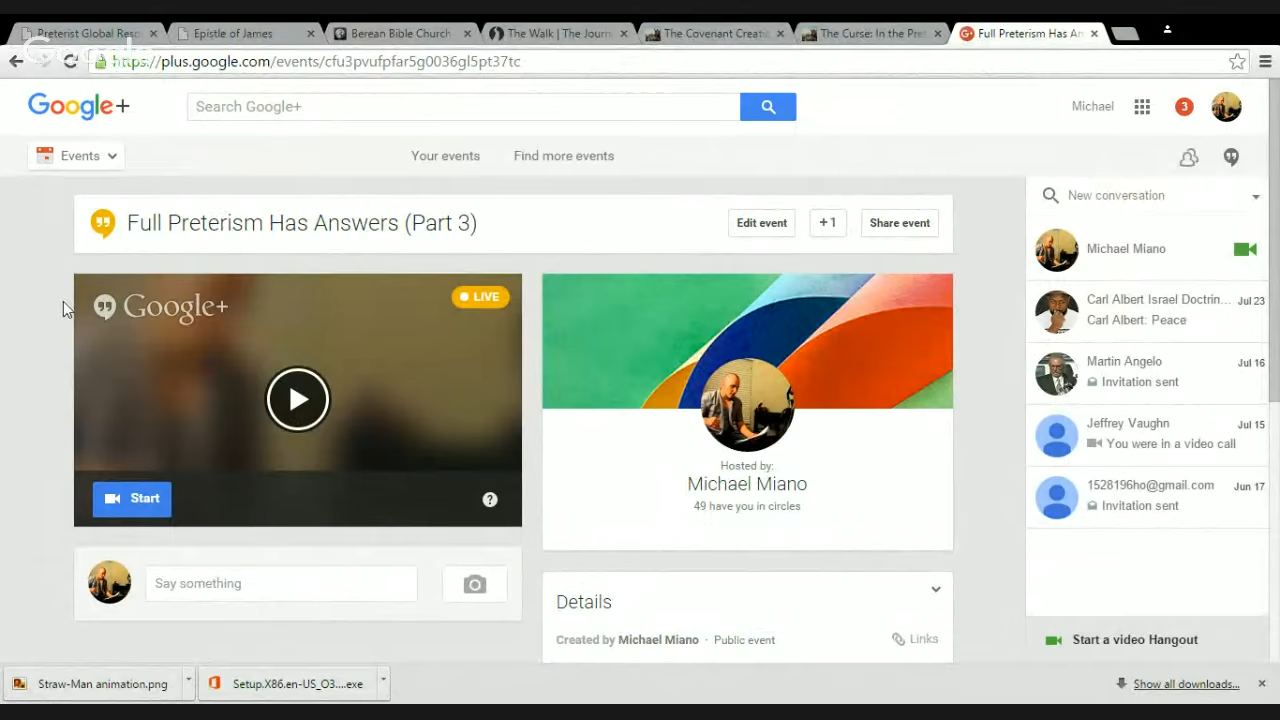 Preterist Global Reso
Epistle of James
Berean Bible Church
The Walk | The Journ
The Covenant Creati
The Curse: In the Pret
Full Preterism Has An
Google+
https://plus.google.com/events/cfu3pvufpfar5g0036gl5pt37tc
Google+
Search Google+
Michael
3
Events
Your events
Find more events
New conversation
Full Preterism Has Answers (Part 3)
Edit event
+1
Share event
Michael Miano
Google+
LIVE
Carl Albert Israel Doctrin...
Jul 23
Carl Albert: Peace
Martin Angelo
Jul 16
Invitation sent
Jeffrey Vaughn
Jul 15
You were in a video call
Hosted by:
Michael Miano
49 have you in circles
1528196ho@gmail.com
Jun 17
Invitation sent
Start
?
Say something
Details
Created by Michael Miano · Public event
Links
Start a video Hangout
Straw-Man animation.png
Setup.X86.en-US_O3....exe
Show all downloads...